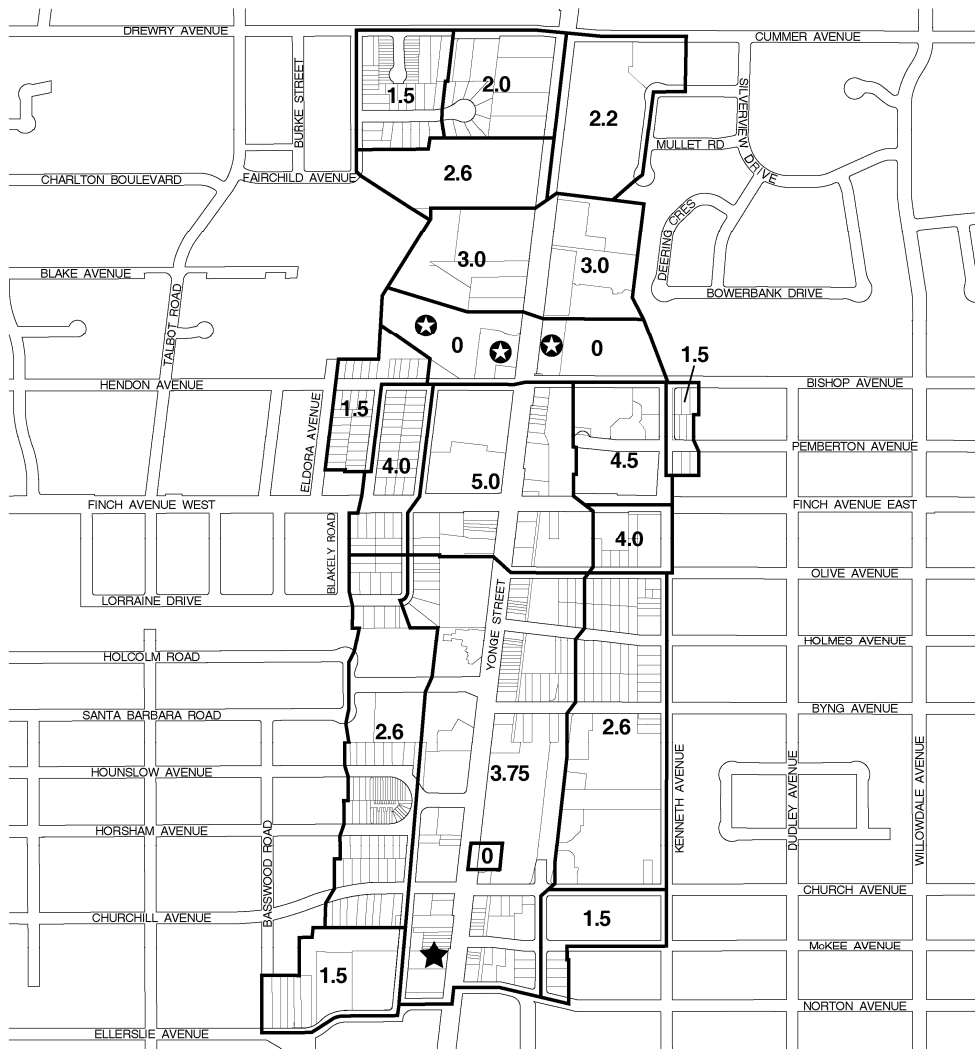 DREWRY AVENUE
CUMMER AVENUE
BURKE STREET
1.5
2.0
SILVERVIEW DRIVE
2.2
MULLET RD
CHARLTON BOULEVARD
FAIRCHILD AVENUE
2.6
DEERING CRES
3.0
3.0
BLAKE AVENUE
BOWERBANK DRIVE
TALBOT ROAD
0
0
1.5
HENDON AVENUE
BISHOP AVENUE
ELDORA AVENUE
1.5
4.0
5.0
4.5
PEMBERTON AVENUE
FINCH AVENUE WEST
FINCH AVENUE EAST
BLAKELY ROAD
4.0
OLIVE AVENUE
LORRAINE DRIVE
YONGE STREET
HOLMES AVENUE
HOLCOLM ROAD
SANTA BARBARA ROAD
BYNG AVENUE
2.6
2.6
HOUNSLOW AVENUE
3.75
KENNETH AVENUE
DUDLEY AVENUE
WILLOWDALE AVENUE
HORSHAM AVENUE
BASSWOOD ROAD
0
CHURCH AVENUE
CHURCHILL AVENUE
1.5
McKEE AVENUE
1.5
NORTON AVENUE
ELLERSLIE AVENUE